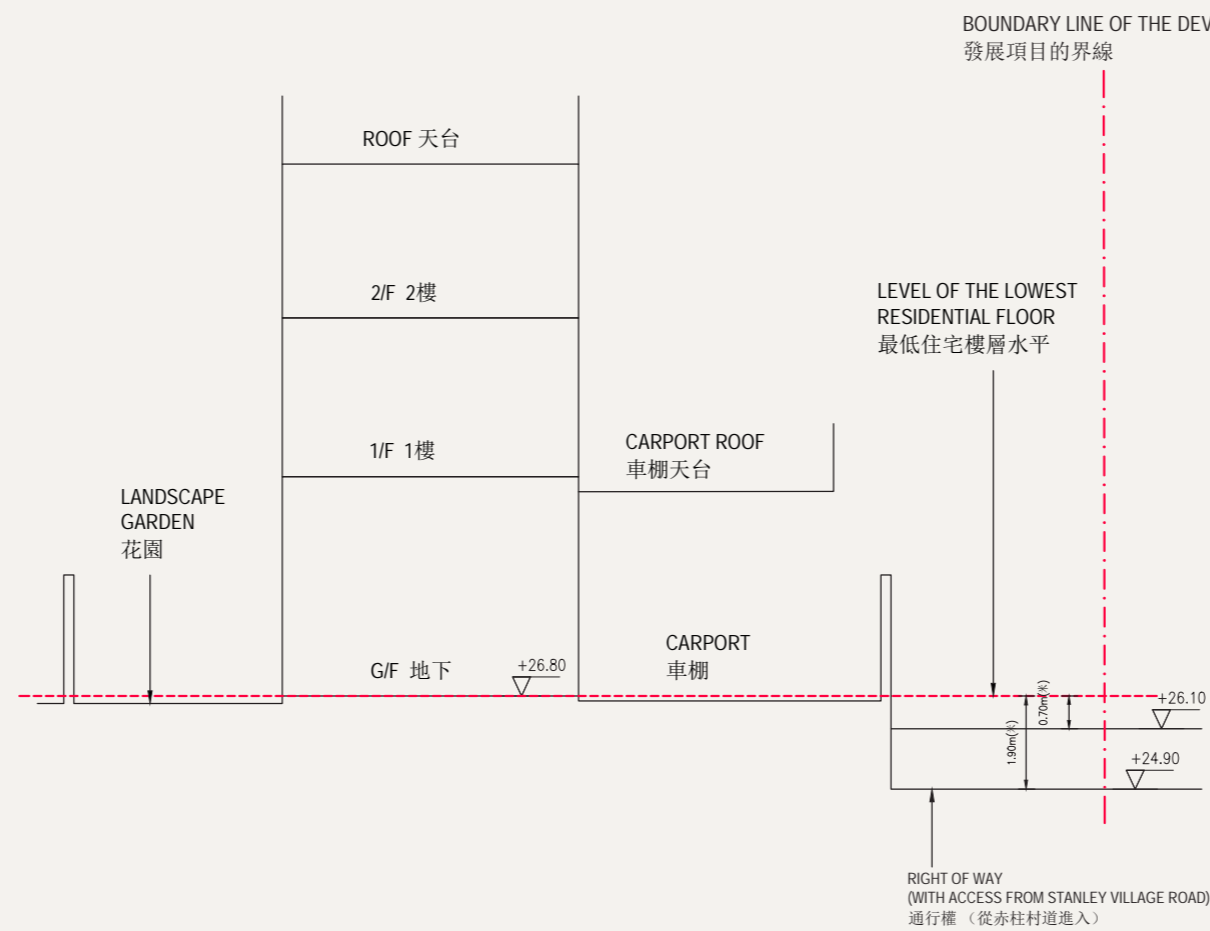 BOUNDARY LINE OF THE DEV
發展項目的界線
ROOF 天台
2/F 2樓
LEVEL OF THE LOWEST
RESIDENTIAL FLOOR
最低住宅樓層水平
1/F 1樓
CARPORT ROOF
車棚天台
LANDSCAPE
GARDEN
花園
G/F 地下
+26.80
CARPORT
車棚
0.70m(米)
+26.10
1.90m(米)
+24.90
RIGHT OF WAY
(WITH ACCESS FROM STANLEY VILLAGE ROAD)
通行權 （從赤柱村道進入）